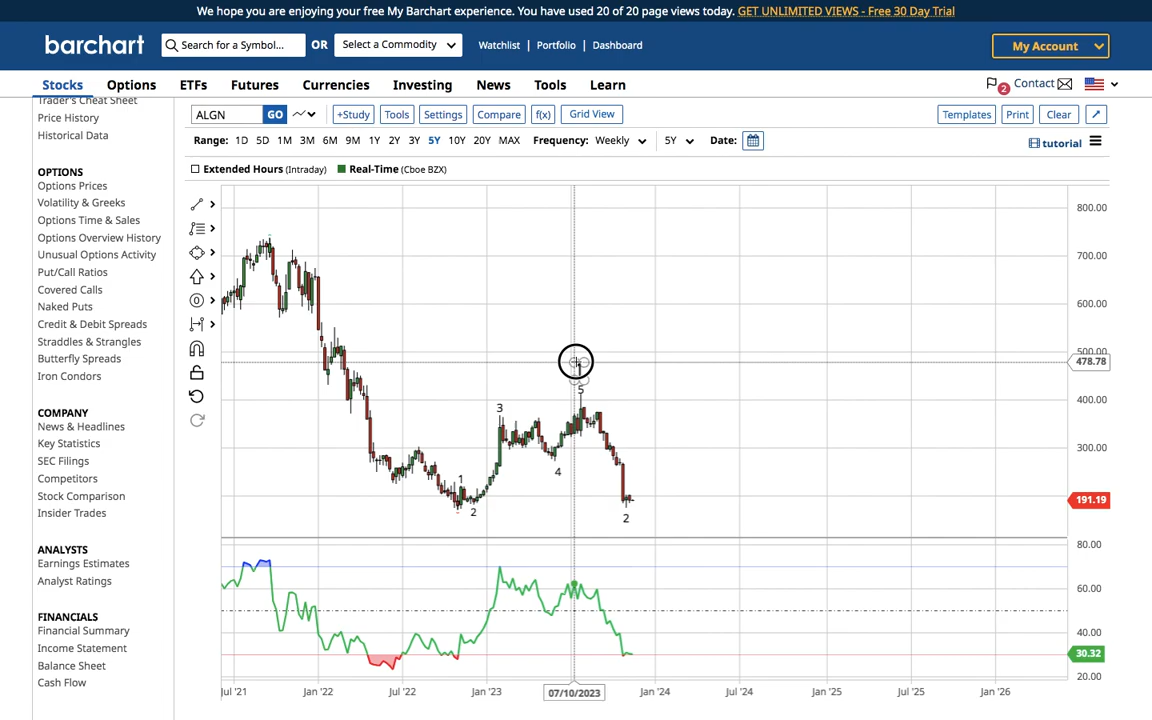 We hope you are enjoying your free My Barchart experience. You have used 20 of 20 page views today. GET UNLIMITED VIEWS - Free 30 Day Trial
barchart
Search for a Symbol...
OR
Select a Commodity
Watchlist | Portfolio | Dashboard
My Account
Stocks Options ETFs Futures Currencies Investing News Tools Learn
2 Contact
Trader's Cheat Sheet
Price History
Historical Data
OPTIONS
Options Prices
Volatility & Greeks
Options Time & Sales
Options Overview History
Unusual Options Activity
Put/Call Ratios
Covered Calls
Naked Puts
Credit & Debit Spreads
Straddles & Strangles
Butterfly Spreads
Iron Condors
COMPANY
News & Headlines
Key Statistics
SEC Filings
Competitors
Stock Comparison
Insider Trades
ANALYSTS
Earnings Estimates
Analyst Ratings
FINANCIALS
Financial Summary
Income Statement
Balance Sheet
Cash Flow
ALGN GO +Study Tools Settings Compare f(x) Grid View Templates Print Clear
Range: 1D 5D 1M 3M 6M 9M 1Y 2Y 3Y 5Y 10Y 20Y MAX Frequency: Weekly 5Y Date: tutorial
Extended Hours (Intraday) Real-Time (Cboe BZX)
800.00
700.00
600.00
500.00
478.78
400.00
300.00
191.19
1
2
3
4
5
2
80.00
60.00
40.00
30.32
20.00
Jul '21 Jan '22 Jul '22 Jan '23 07/10/2023 Jan '24 Jul '24 Jan '25 Jul '25 Jan '26